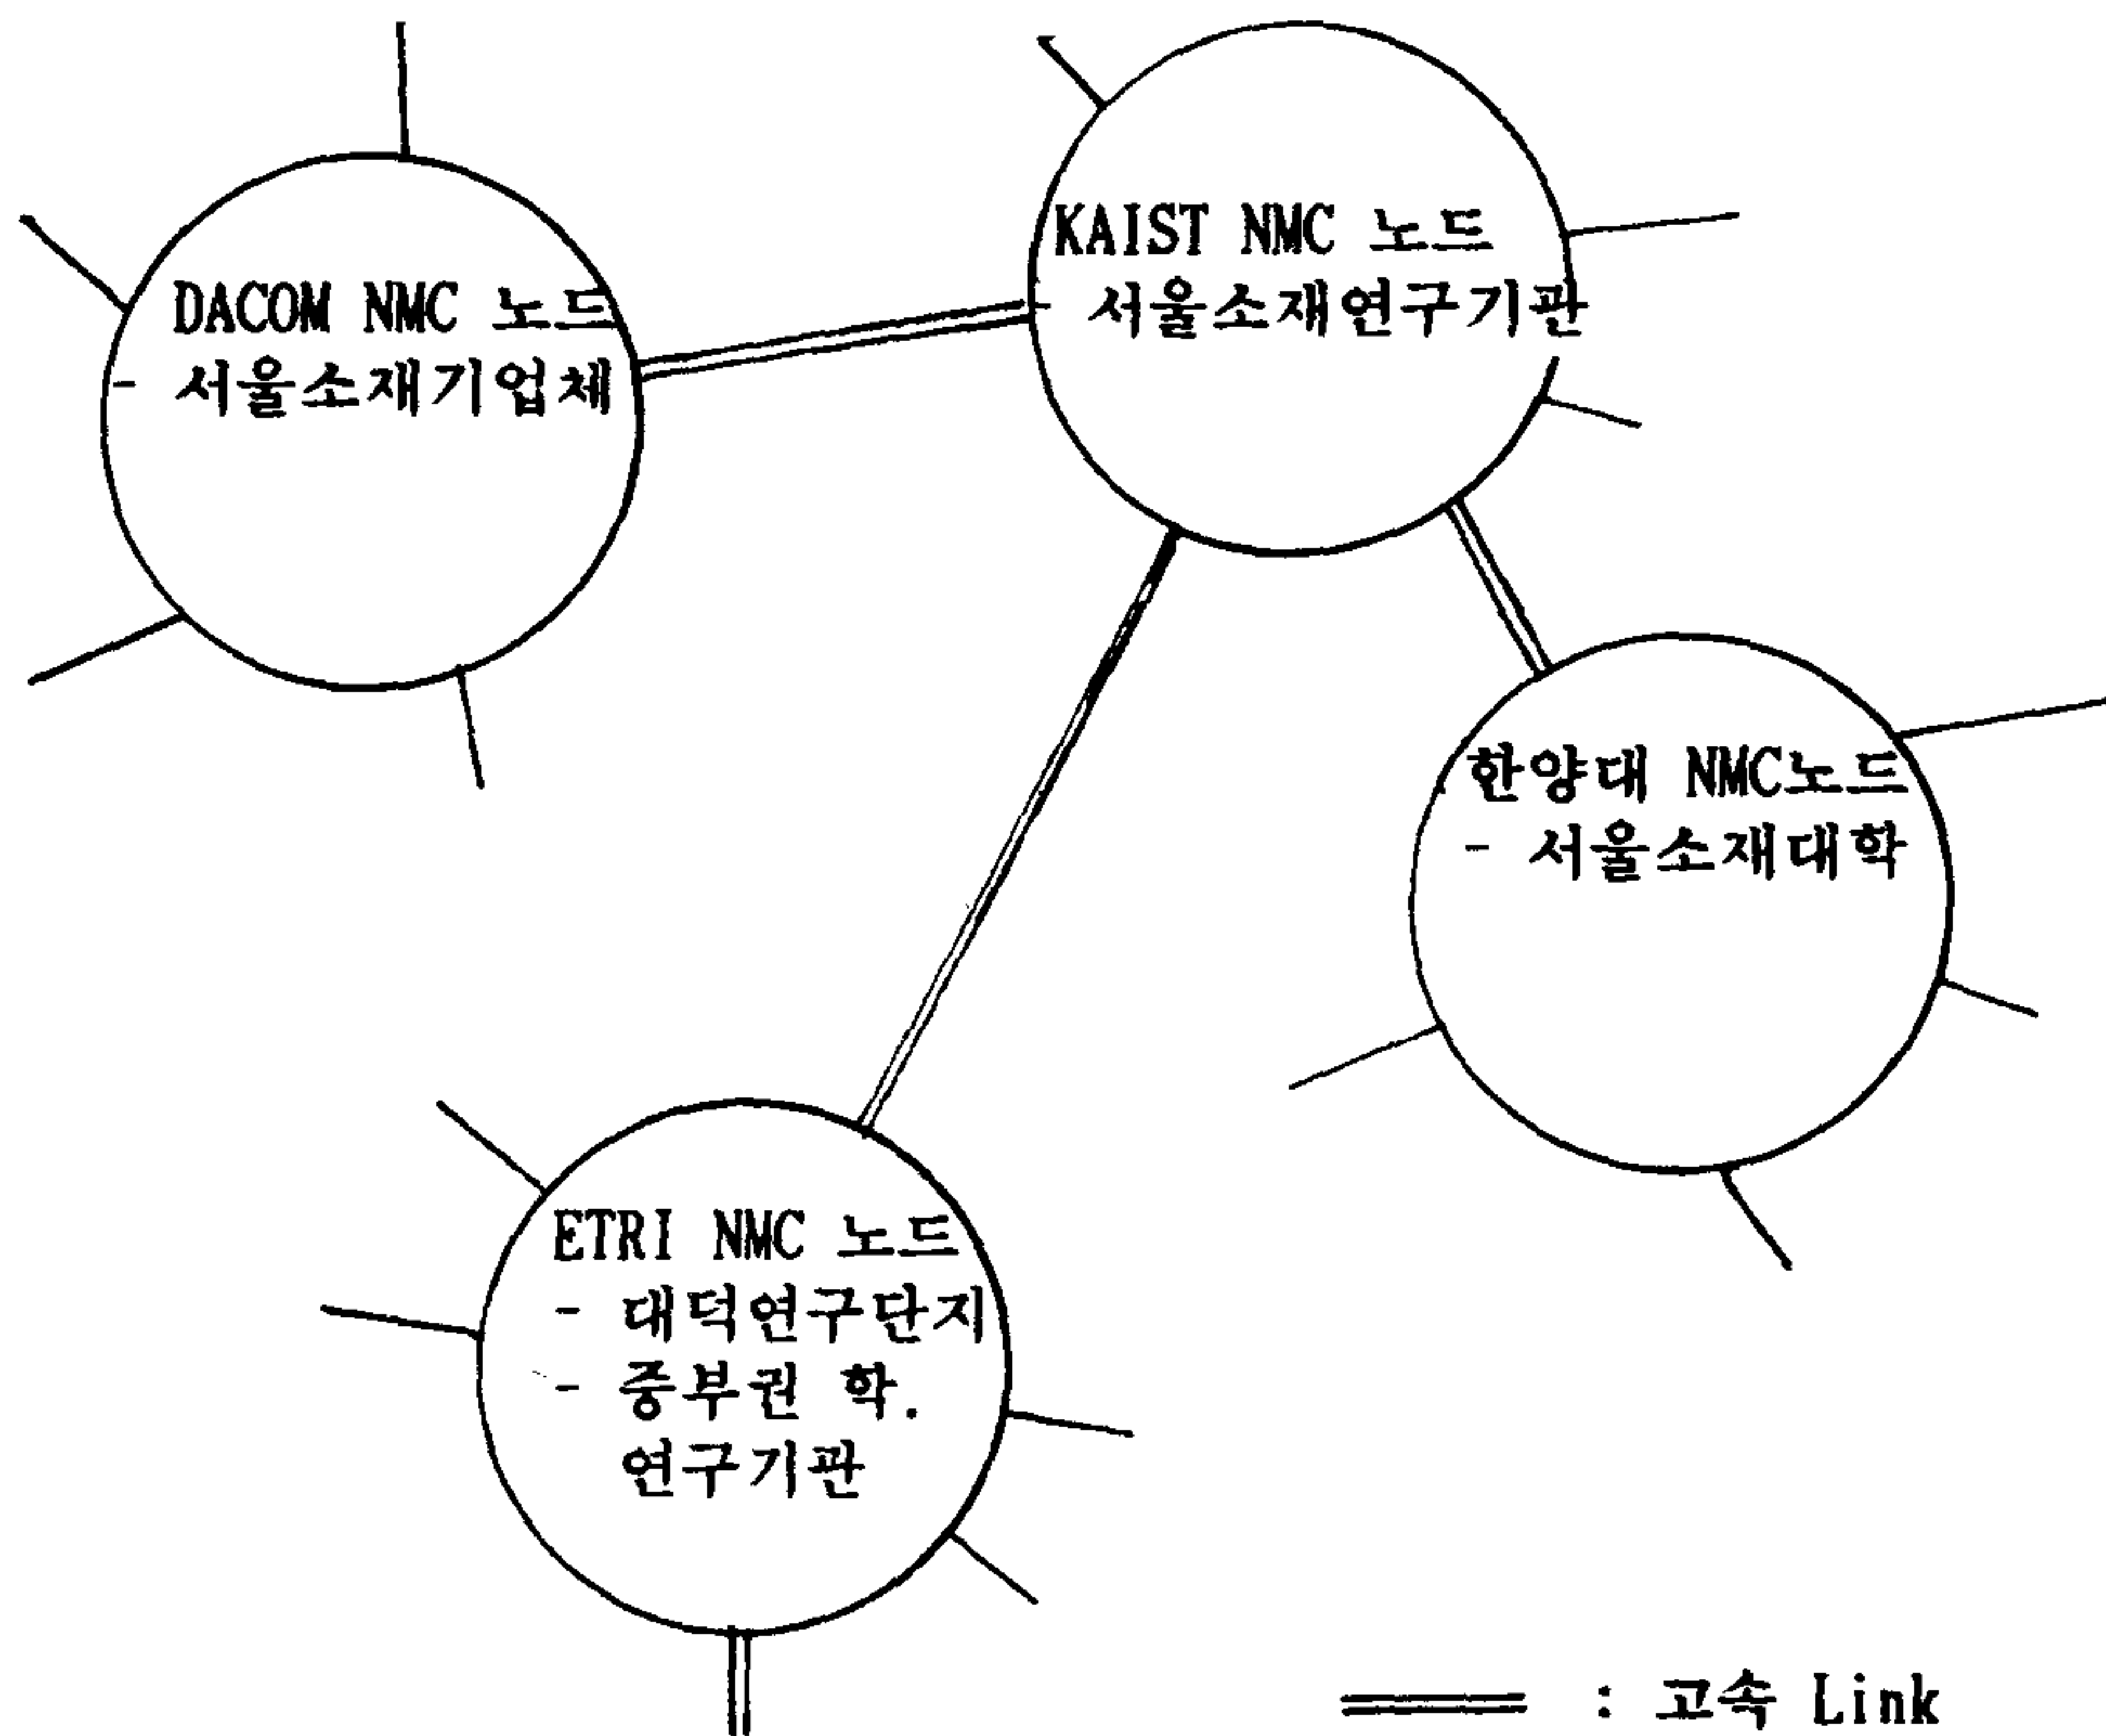 DACOM NMC 노드
- 서울소재기업체
KAIST NMC 노드
- 서울소재연구기관
한양대 NMC노드
- 서울소재대학
ETRI NMC 노드
- 대덕연구단지
- 중부권 학.
연구기관
: 고속 Link